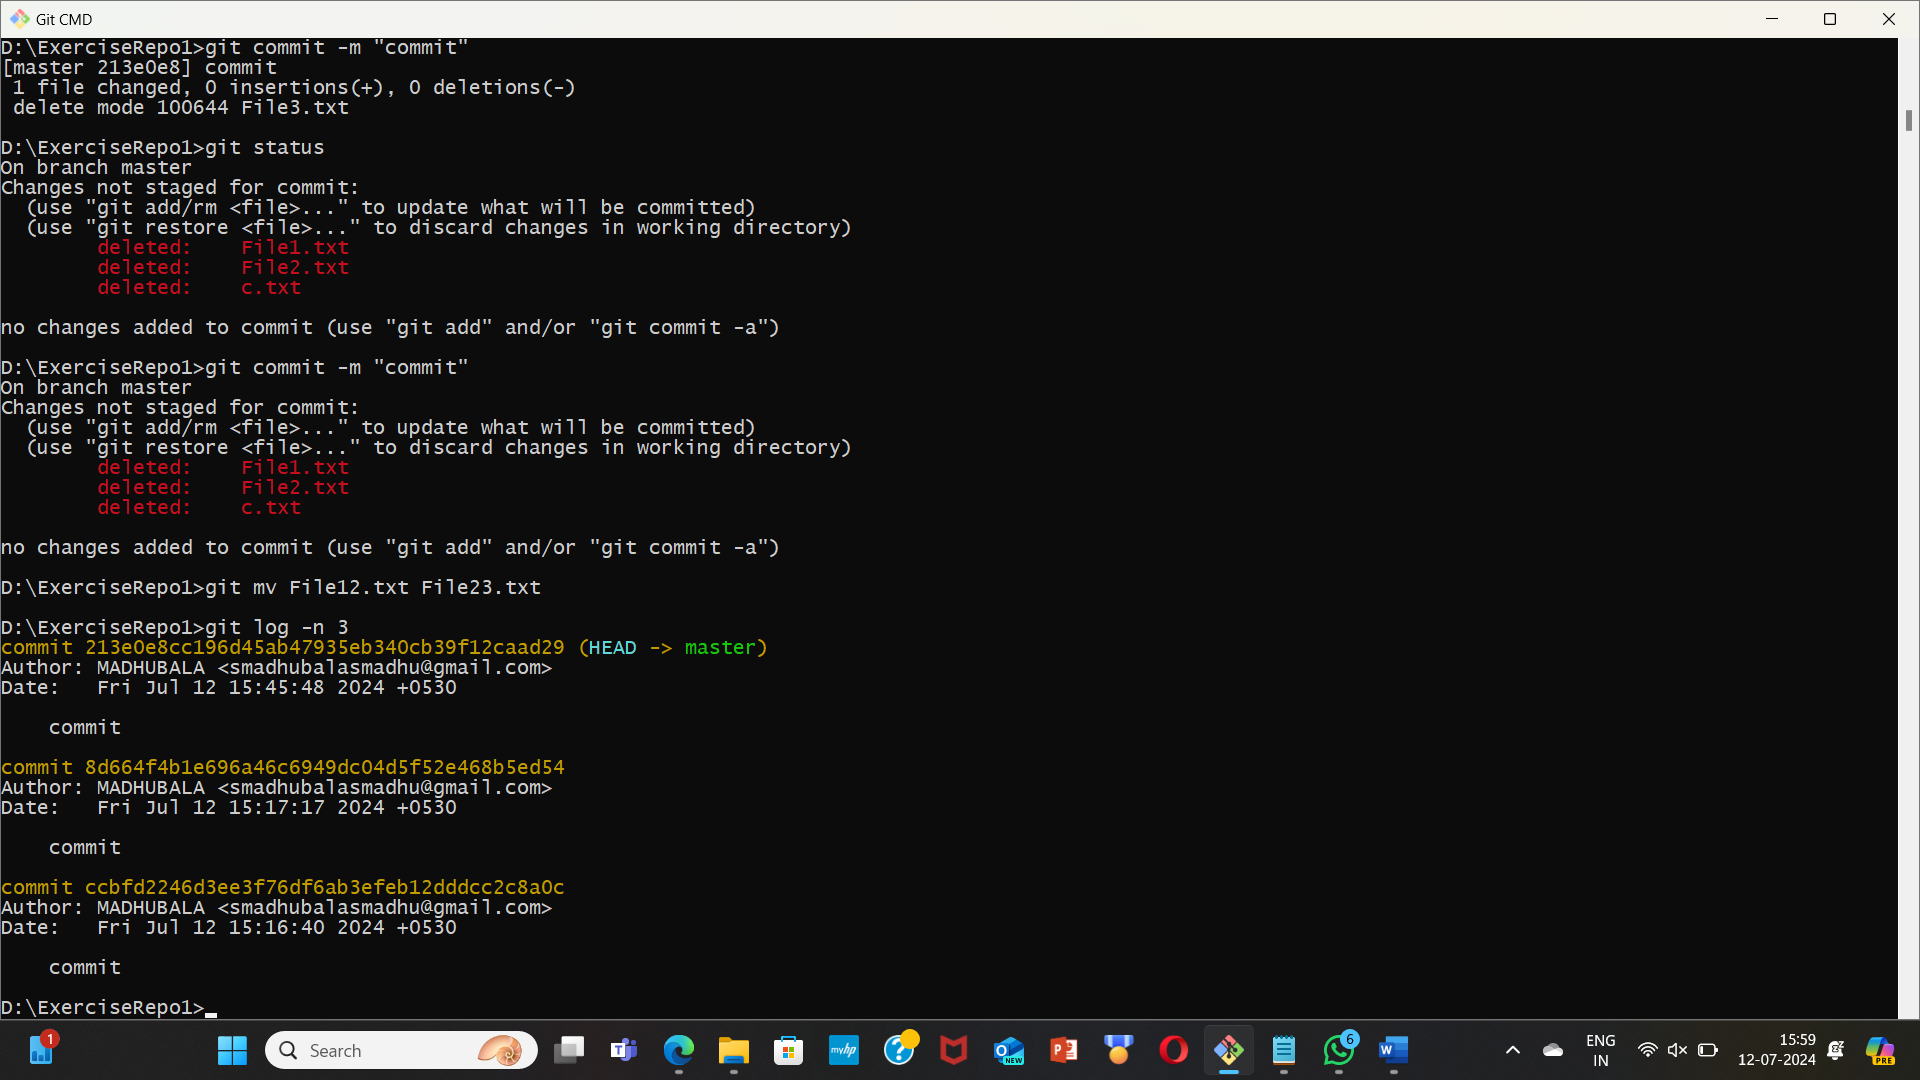 Git CMD
D:\ExerciseRepo1>git commit -m "commit"
[master 213e0e8] commit
 1 file changed, 0 insertions(+), 0 deletions(-)
 delete mode 100644 File3.txt
D:\ExerciseRepo1>git status
On branch master
Changes not staged for commit:
  (use "git add/rm <file>..." to update what will be committed)
  (use "git restore <file>..." to discard changes in working directory)
        deleted:    File1.txt
        deleted:    File2.txt
        deleted:    c.txt
no changes added to commit (use "git add" and/or "git commit -a")
D:\ExerciseRepo1>git commit -m "commit"
On branch master
Changes not staged for commit:
  (use "git add/rm <file>..." to update what will be committed)
  (use "git restore <file>..." to discard changes in working directory)
        deleted:    File1.txt
        deleted:    File2.txt
        deleted:    c.txt
no changes added to commit (use "git add" and/or "git commit -a")
D:\ExerciseRepo1>git mv File12.txt File23.txt
D:\ExerciseRepo1>git log -n 3
commit 213e0e8cc196d45ab47935eb340cb39f12caad29 (HEAD -> master)
Author: MADHUBALA <smadhubalasmadhu@gmail.com>
Date:   Fri Jul 12 15:45:48 2024 +0530
    commit
commit 8d664f4b1e696a46c6949dc04d5f52e468b5ed54
Author: MADHUBALA <smadhubalasmadhu@gmail.com>
Date:   Fri Jul 12 15:17:17 2024 +0530
    commit
commit ccbfd2246d3ee3f76df6ab3efeb12dddcc2c8a0c
Author: MADHUBALA <smadhubalasmadhu@gmail.com>
Date:   Fri Jul 12 15:16:40 2024 +0530
    commit
D:\ExerciseRepo1>
1
Search
myhp
NEW
6
ENG
IN
15:59
12-07-2024
PRE